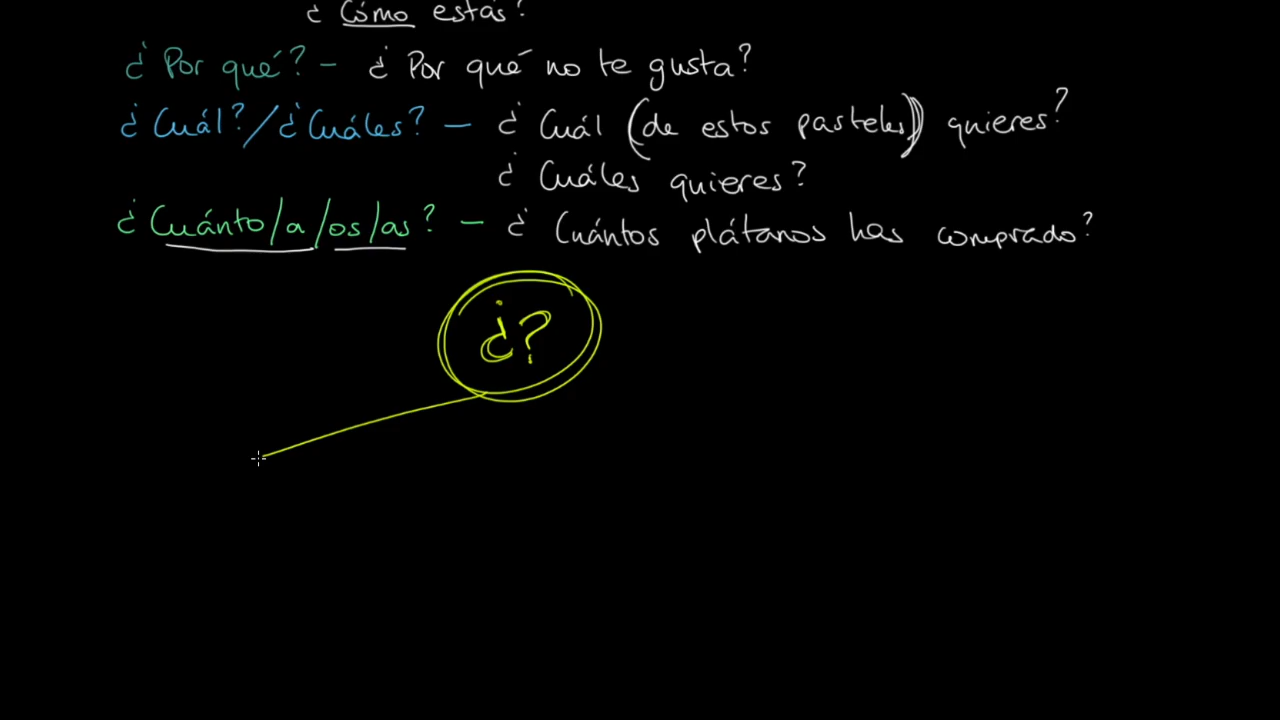 ¿ Cómo estás?
¿ Por qué? - ¿ Por qué no te gusta?
¿ Cuál? / ¿ Cuáles? - ¿ Cuál (de estos pasteles)) quieres?
¿ Cuáles quieres?
¿ Cuánto/a/os/as? - ¿ Cuántos plátanos has comprado?
¿?